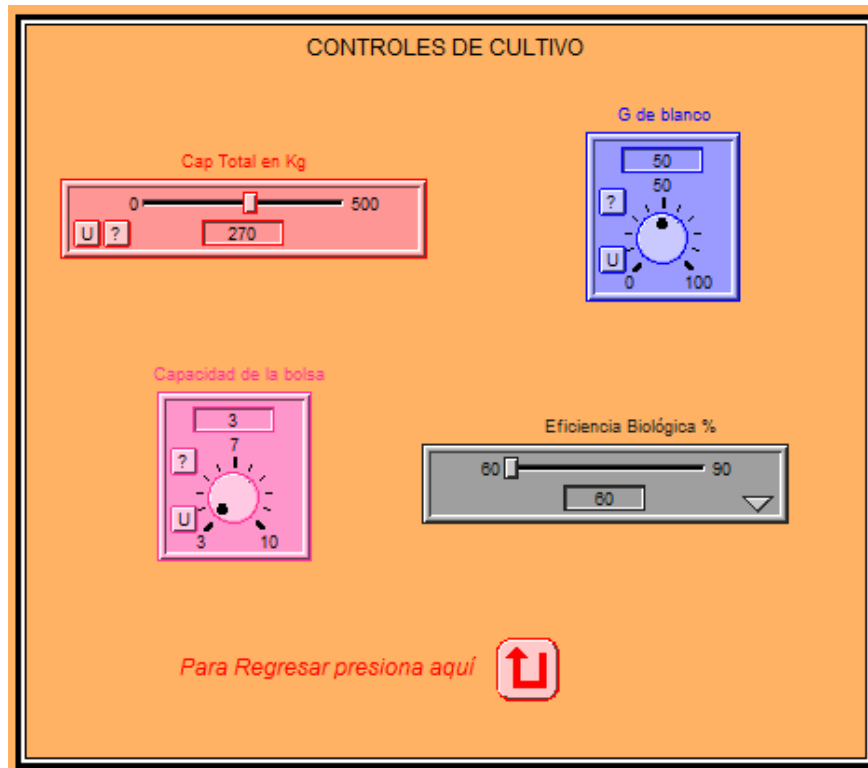 CONTROLES DE CULTIVO
G de blanco
50
50
?
U
0 100
Cap Total en Kg
0 500
U ? 270
Capacidad de la bolsa
3
7
?
U
3 10
Eficiencia Biológica %
60 90
60
Para Regresar presiona aquí